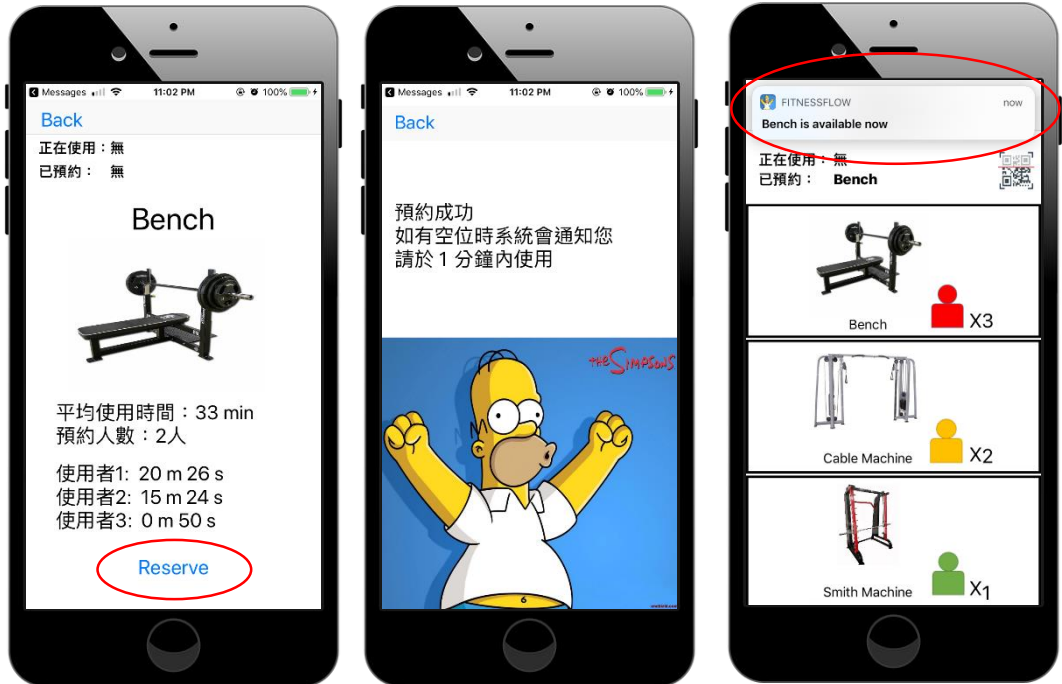 Messages 11:02 PM 100%
Back
正在使用：無
已預約： 無
Bench
平均使用時間：33 min
預約人數：2人
使用者1: 20 m 26 s
使用者2: 15 m 24 s
使用者3: 0 m 50 s
Reserve
Messages 11:02 PM 100%
Back
預約成功
如有空位時系統會通知您
請於 1 分鐘內使用
THE SIMPSONS
6
FITNESSFLOW now
Bench is available now
正在使用： 無
已預約： Bench
Bench X3
Cable Machine X2
Smith Machine X1